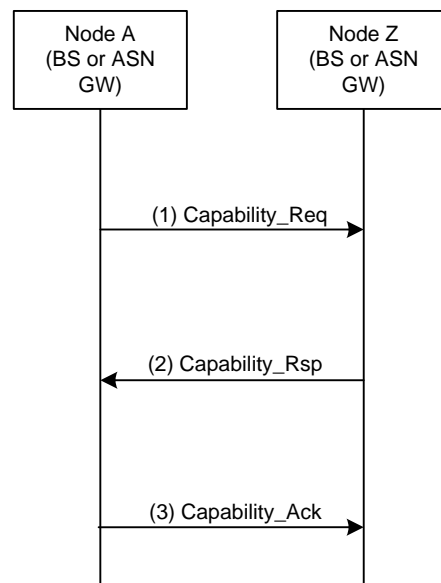 Node A
(BS or ASN
GW)
Node Z
(BS or ASN
GW)
(1) Capability_Req
(2) Capability_Rsp
(3) Capability_Ack